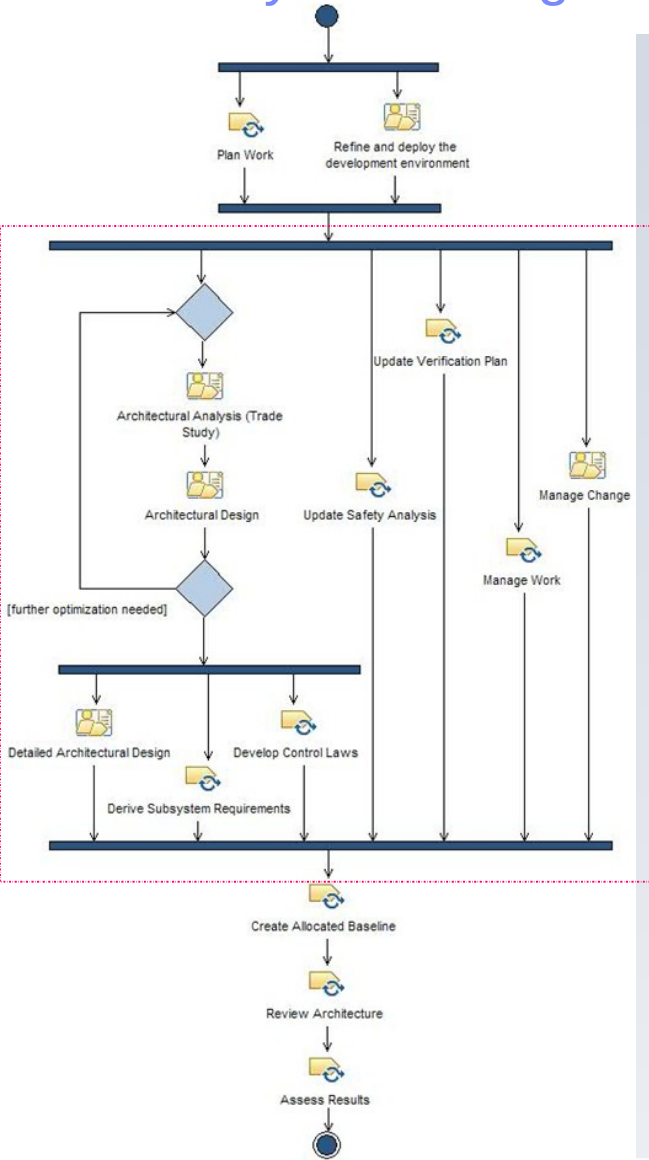 Plan Work
Refine and deploy the
development environment
Update Verification Plan
Architectural Analysis (Trade
Study)
Architectural Design
Update Safety Analysis
Manage Change
Manage Work
[further optimization needed]
Detailed Architectural Design
Develop Control Laws
Derive Subsystem Requirements
Create Allocated Baseline
Review Architecture
Assess Results